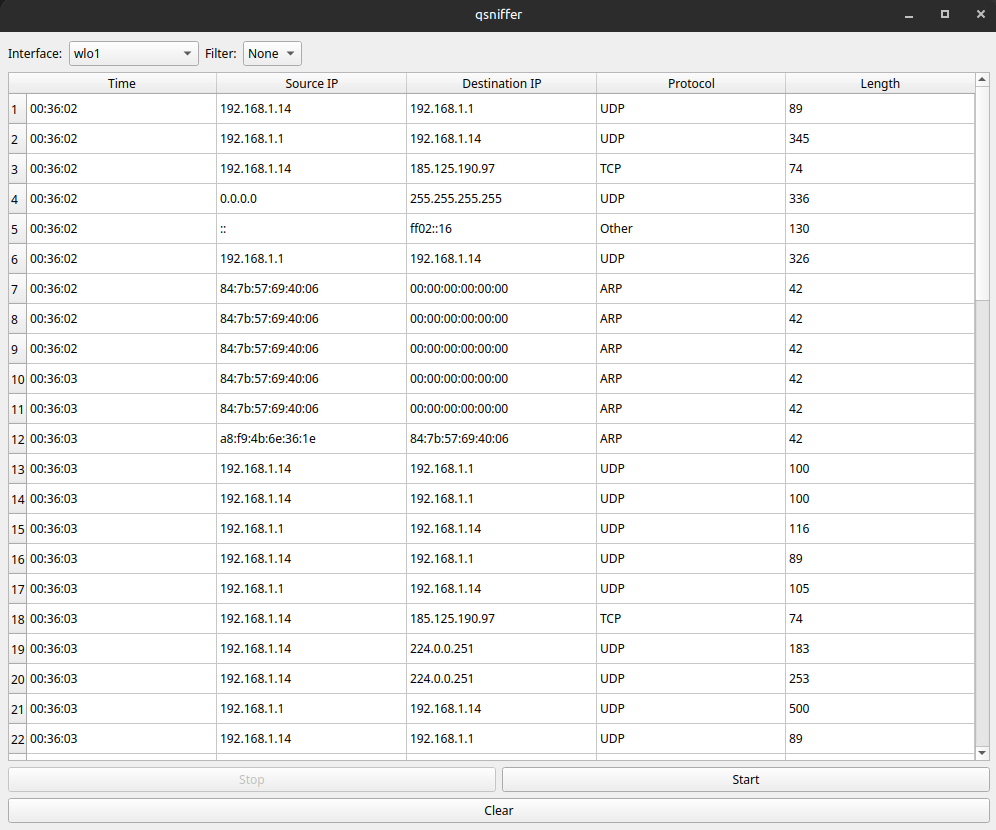 qsniffer
Interface: wlo1 Filter: None
Time Source IP Destination IP Protocol Length
1 00:36:02 192.168.1.14 192.168.1.1 UDP 89
2 00:36:02 192.168.1.1 192.168.1.14 UDP 345
3 00:36:02 192.168.1.14 185.125.190.97 TCP 74
4 00:36:02 0.0.0.0 255.255.255.255 UDP 336
5 00:36:02 :: ff02::16 Other 130
6 00:36:02 192.168.1.1 192.168.1.14 UDP 326
7 00:36:02 84:7b:57:69:40:06 00:00:00:00:00:00 ARP 42
8 00:36:02 84:7b:57:69:40:06 00:00:00:00:00:00 ARP 42
9 00:36:02 84:7b:57:69:40:06 00:00:00:00:00:00 ARP 42
10 00:36:03 84:7b:57:69:40:06 00:00:00:00:00:00 ARP 42
11 00:36:03 84:7b:57:69:40:06 00:00:00:00:00:00 ARP 42
12 00:36:03 a8:f9:4b:6e:36:1e 84:7b:57:69:40:06 ARP 42
13 00:36:03 192.168.1.14 192.168.1.1 UDP 100
14 00:36:03 192.168.1.14 192.168.1.1 UDP 100
15 00:36:03 192.168.1.1 192.168.1.14 UDP 116
16 00:36:03 192.168.1.14 192.168.1.1 UDP 89
17 00:36:03 192.168.1.1 192.168.1.14 UDP 105
18 00:36:03 192.168.1.14 185.125.190.97 TCP 74
19 00:36:03 192.168.1.14 224.0.0.251 UDP 183
20 00:36:03 192.168.1.14 224.0.0.251 UDP 253
21 00:36:03 192.168.1.1 192.168.1.14 UDP 500
22 00:36:03 192.168.1.14 192.168.1.1 UDP 89
Stop Start
Clear